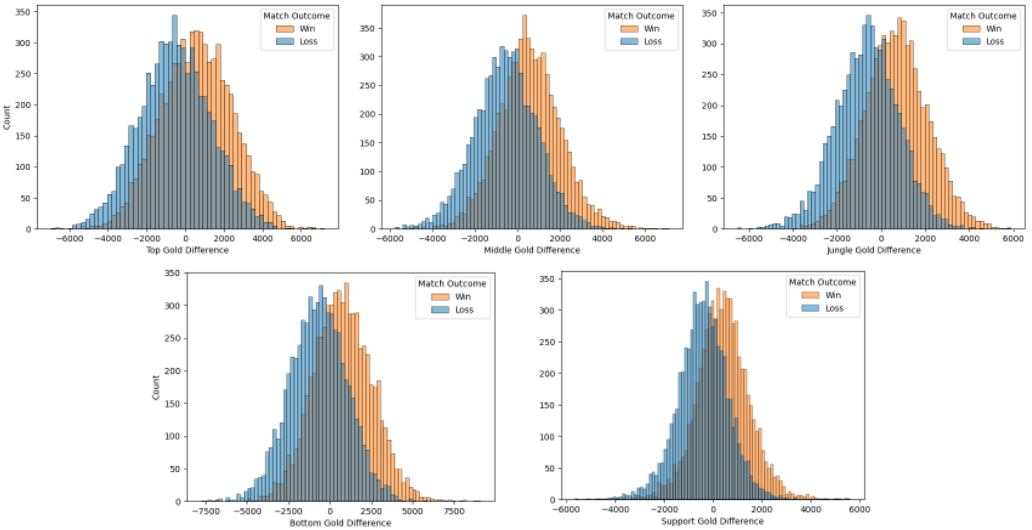 Match Outcome
Win
Loss
Count
350
300
250
200
150
100
50
0
−6000 −4000 −2000 0 2000 4000 6000
Top Gold Difference
Match Outcome
Win
Loss
350
300
250
200
150
100
50
0
−6000 −4000 −2000 0 2000 4000 6000
Middle Gold Difference
Match Outcome
Win
Loss
350
300
250
200
150
100
50
0
−6000 −4000 −2000 0 2000 4000 6000
Jungle Gold Difference
Match Outcome
Win
Loss
Count
350
300
250
200
150
100
50
0
−7500 −5000 −2500 0 2500 5000 7500
Bottom Gold Difference
Match Outcome
Win
Loss
350
300
250
200
150
100
50
0
−6000 −4000 −2000 0 2000 4000 6000
Support Gold Difference